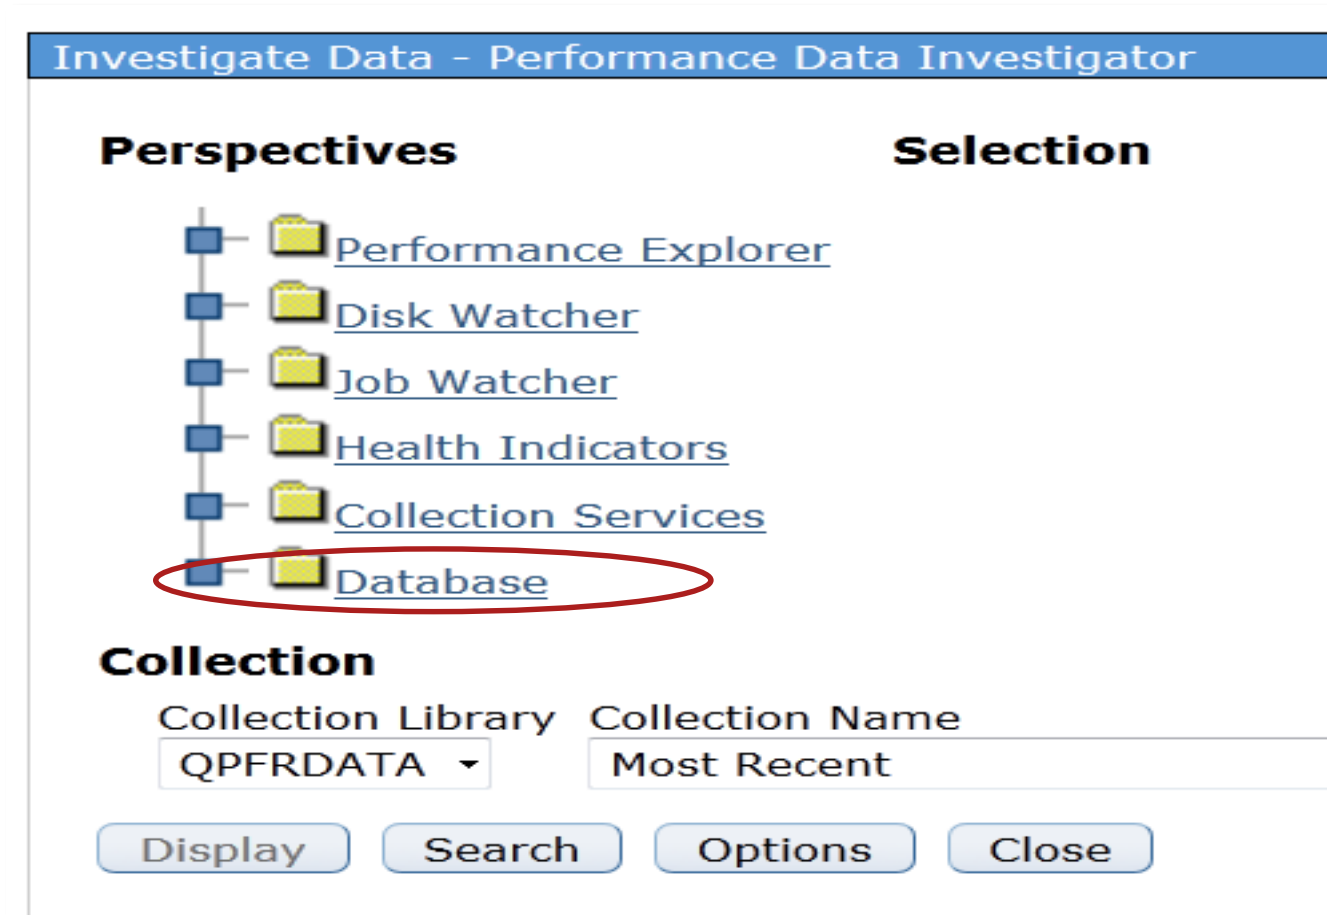 Investigate Data - Performance Data Investigator
Perspectives Selection
Performance Explorer
Disk Watcher
Job Watcher
Health Indicators
Collection Services
Database
Collection
Collection Library Collection Name
QPFRDATA Most Recent
Display Search Options Close